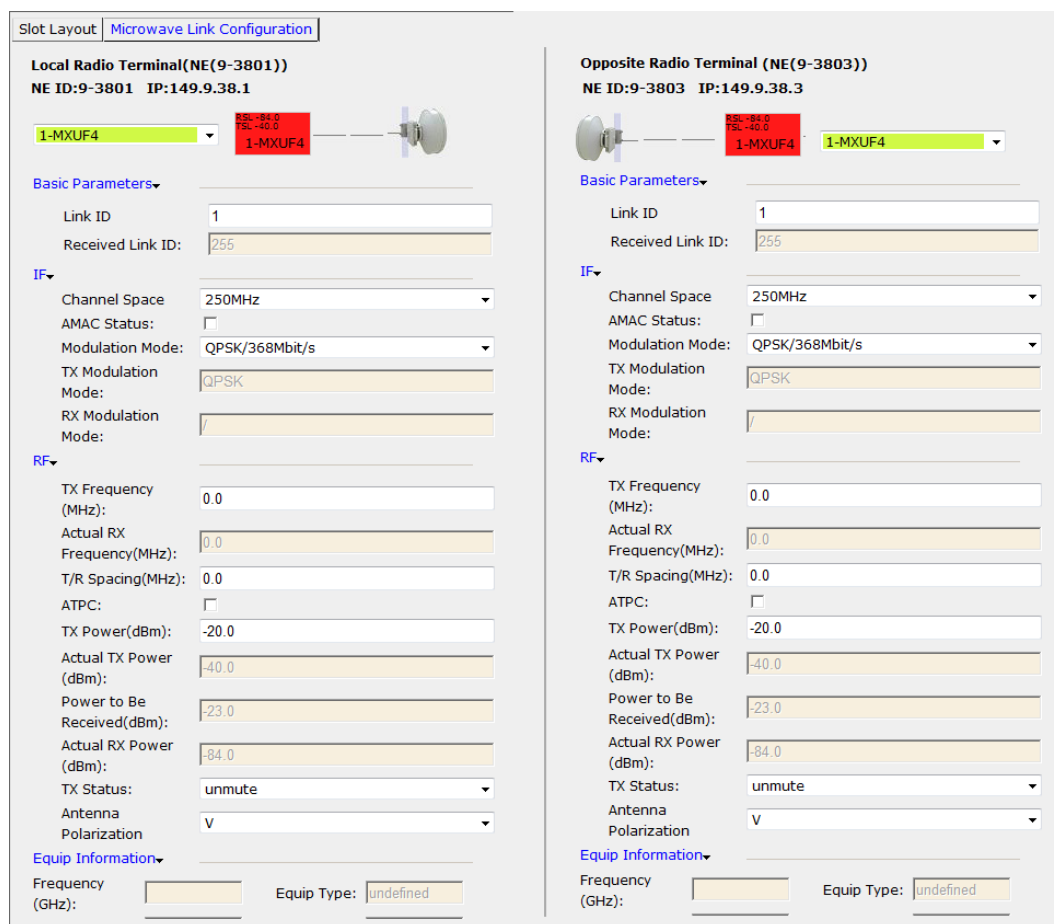 Slot Layout Microwave Link Configuration
Local Radio Terminal(NE(9-3801))
NE ID:9-3801 IP:149.9.38.1
1-MXUF4
RSL -84.0
TSL -40.0
1-MXUF4
Basic Parameters
Link ID 1
Received Link ID: 255
IF
Channel Space 250MHz
AMAC Status:
Modulation Mode: QPSK/368Mbit/s
TX Modulation
Mode: QPSK
RX Modulation
Mode: /
RF
TX Frequency
(MHz): 0.0
Actual RX
Frequency(MHz): 0.0
T/R Spacing(MHz): 0.0
ATPC:
TX Power(dBm): -20.0
Actual TX Power
(dBm): -40.0
Power to Be
Received(dBm): -23.0
Actual RX Power
(dBm): -84.0
TX Status: unmute
Antenna
Polarization V
Equip Information
Frequency
(GHz): Equip Type: undefined
Opposite Radio Terminal (NE(9-3803))
NE ID:9-3803 IP:149.9.38.3
RSL -84.0
TSL -40.0
1-MXUF4
1-MXUF4
Basic Parameters
Link ID 1
Received Link ID: 255
IF
Channel Space 250MHz
AMAC Status:
Modulation Mode: QPSK/368Mbit/s
TX Modulation
Mode: QPSK
RX Modulation
Mode: /
RF
TX Frequency
(MHz): 0.0
Actual RX
Frequency(MHz): 0.0
T/R Spacing(MHz): 0.0
ATPC:
TX Power(dBm): -20.0
Actual TX Power
(dBm): -40.0
Power to Be
Received(dBm): -23.0
Actual RX Power
(dBm): -84.0
TX Status: unmute
Antenna
Polarization V
Equip Information
Frequency
(GHz): Equip Type: undefined